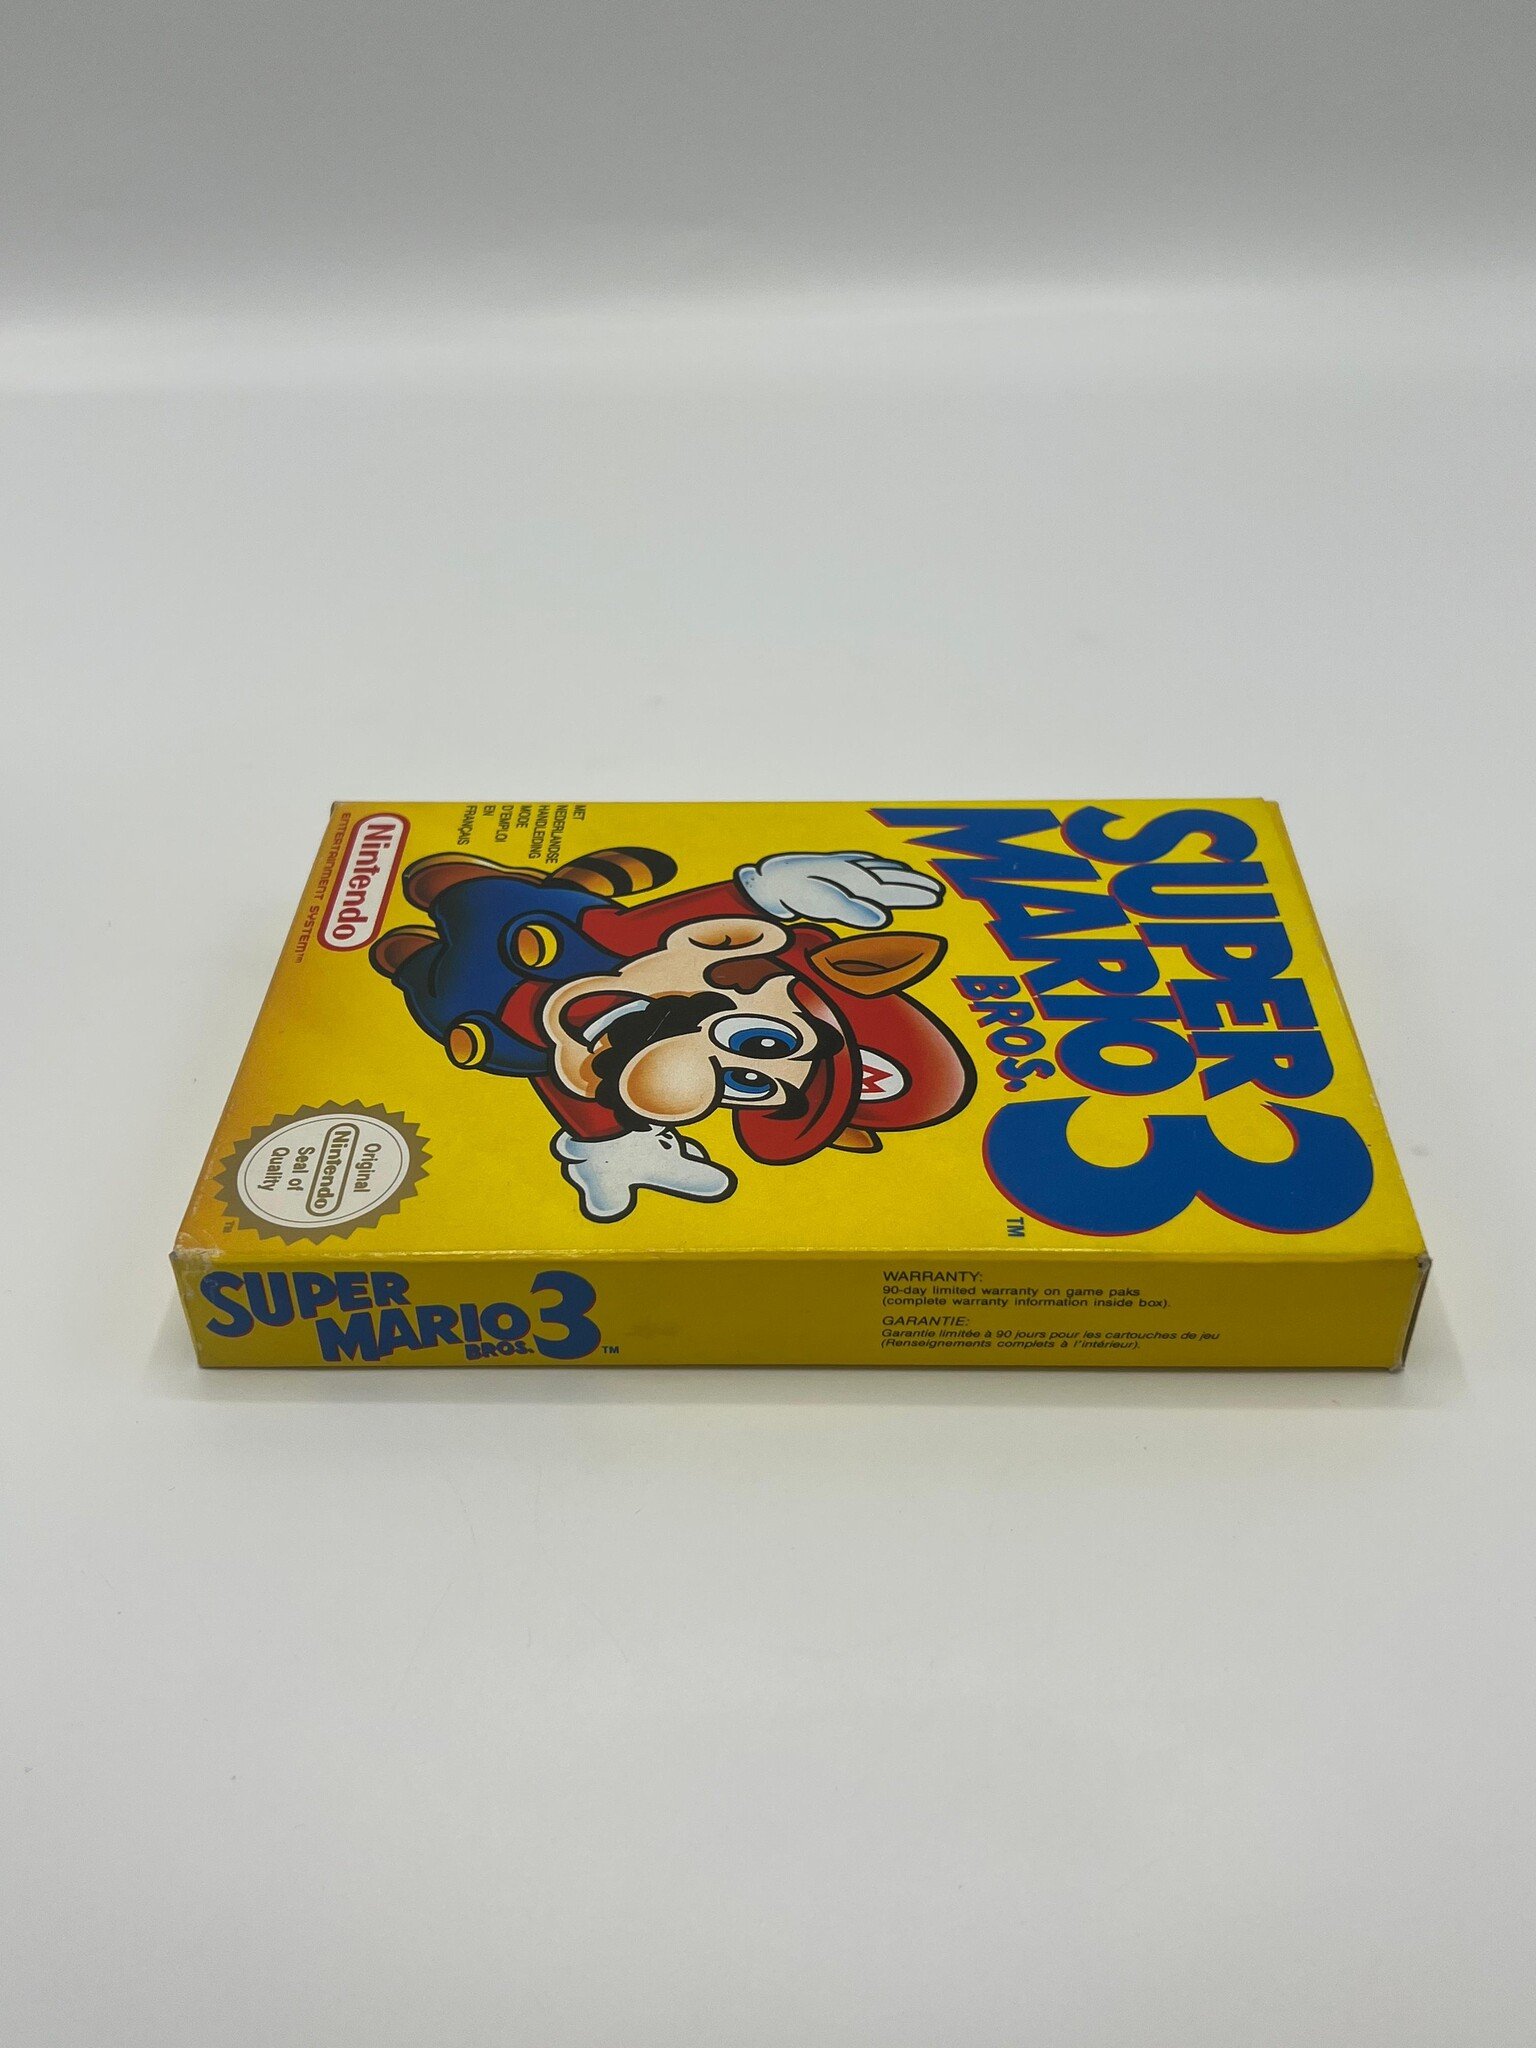 SUPER
MARIO
BROS. 3
TM
MET
NEDERLANDSE
HANDLEIDING
MODE
D'EMPLOI
EN
FRANÇAIS
M
Nintendo
ENTERTAINMENT SYSTEM™
Original
Nintendo
Seal of
Quality
TM
SUPER
MARIO
BROS. 3
TM
WARRANTY:
90-day limited warranty on game paks
(complete warranty information inside box).
GARANTIE:
Garantie limitée à 90 jours pour les cartouches de jeu
(Renseignements complets à l'intérieur).